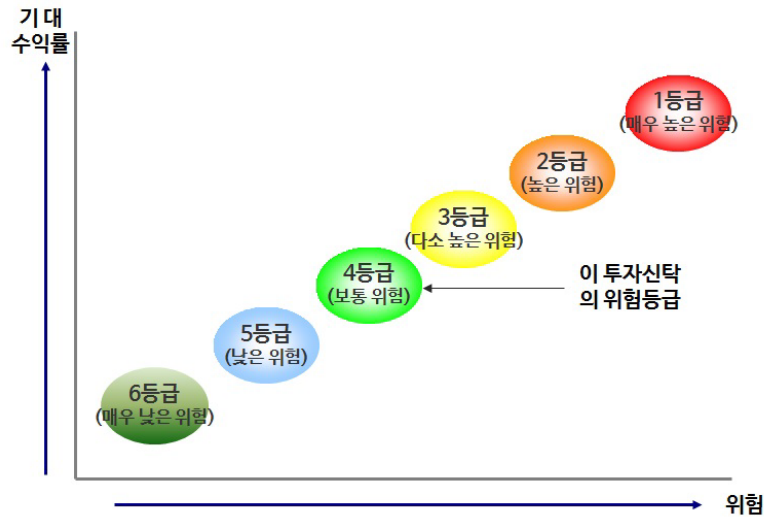 기 대
수익률
1등급
(매우 높은 위험)
2등급
(높은 위험)
3등급
(다소 높은 위험)
4등급
(보통 위험)
이 투자신탁
의 위험등급
5등급
(낮은 위험)
6등급
(매우 낮은 위험)
위험